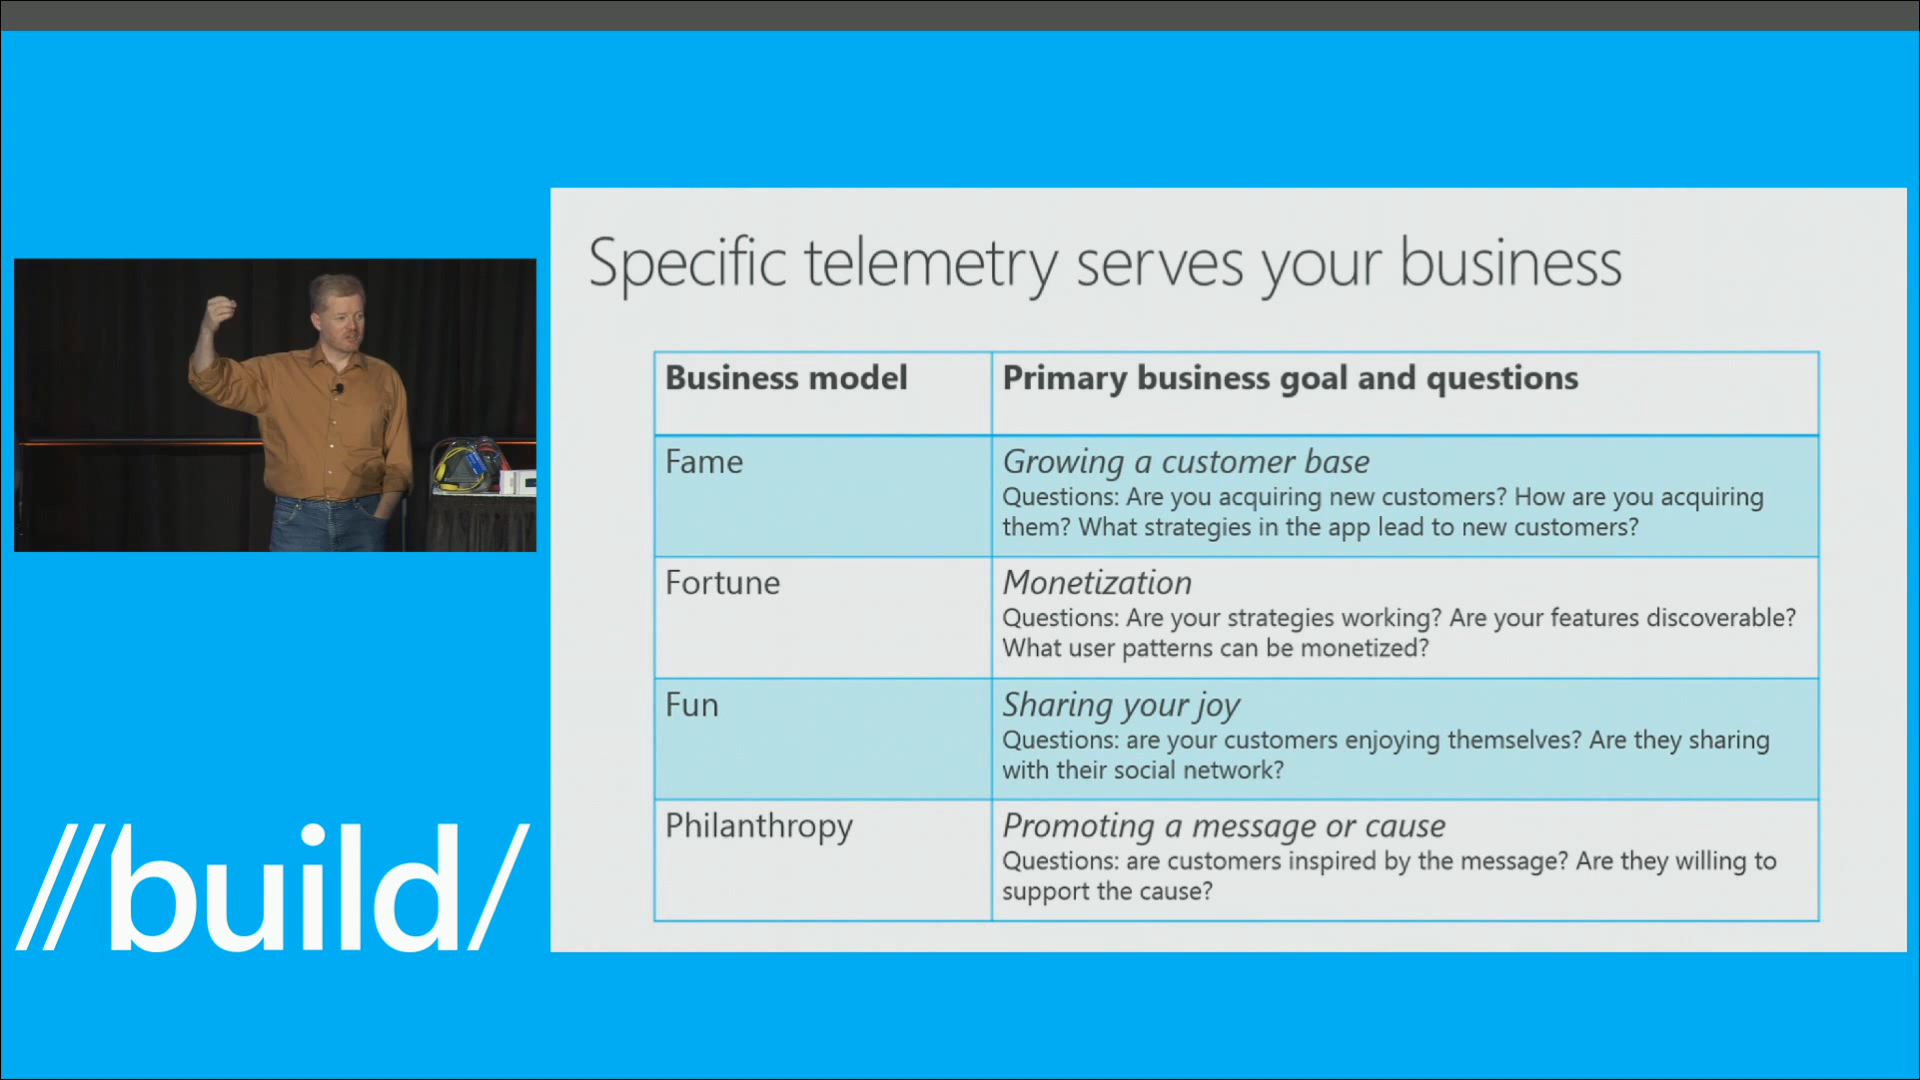 Specific telemetry serves your business
Business model
Primary business goal and questions
Fame
Growing a customer base
Questions: Are you acquiring new customers? How are you acquiring
them? What strategies in the app lead to new customers?
Fortune
Monetization
Questions: Are your strategies working? Are your features discoverable?
What user patterns can be monetized?
Fun
Sharing your joy
Questions: are your customers enjoying themselves? Are they sharing
with their social network?
Philanthropy
Promoting a message or cause
Questions: are customers inspired by the message? Are they willing to
support the cause?
//build/